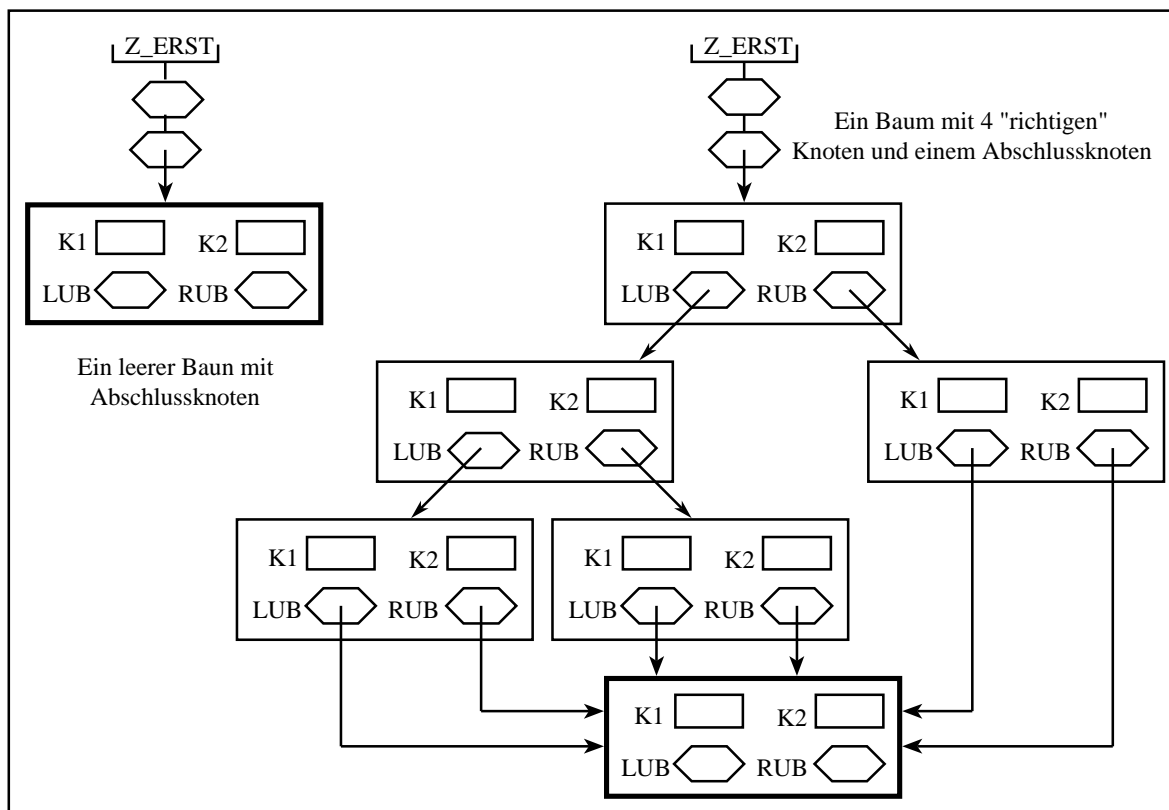 Z_ERST
Z_ERST
Ein Baum mit 4 "richtigen"
Knoten und einem Abschlussknoten
K1 K2
LUB RUB
K1 K2
LUB RUB
Ein leerer Baun mit
Abschlussknoten
K1 K2
LUB RUB
K1 K2
LUB RUB
K1 K2
LUB RUB
K1 K2
LUB RUB
K1 K2
LUB RUB